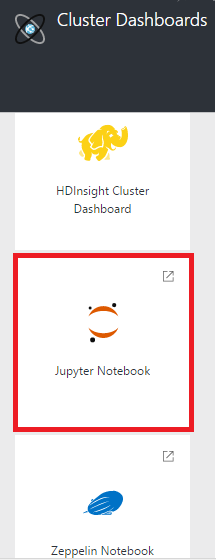 Cluster Dashboards
HDInsight Cluster
Dashboard
Jupyter Notebook
Zeppelin Notebook